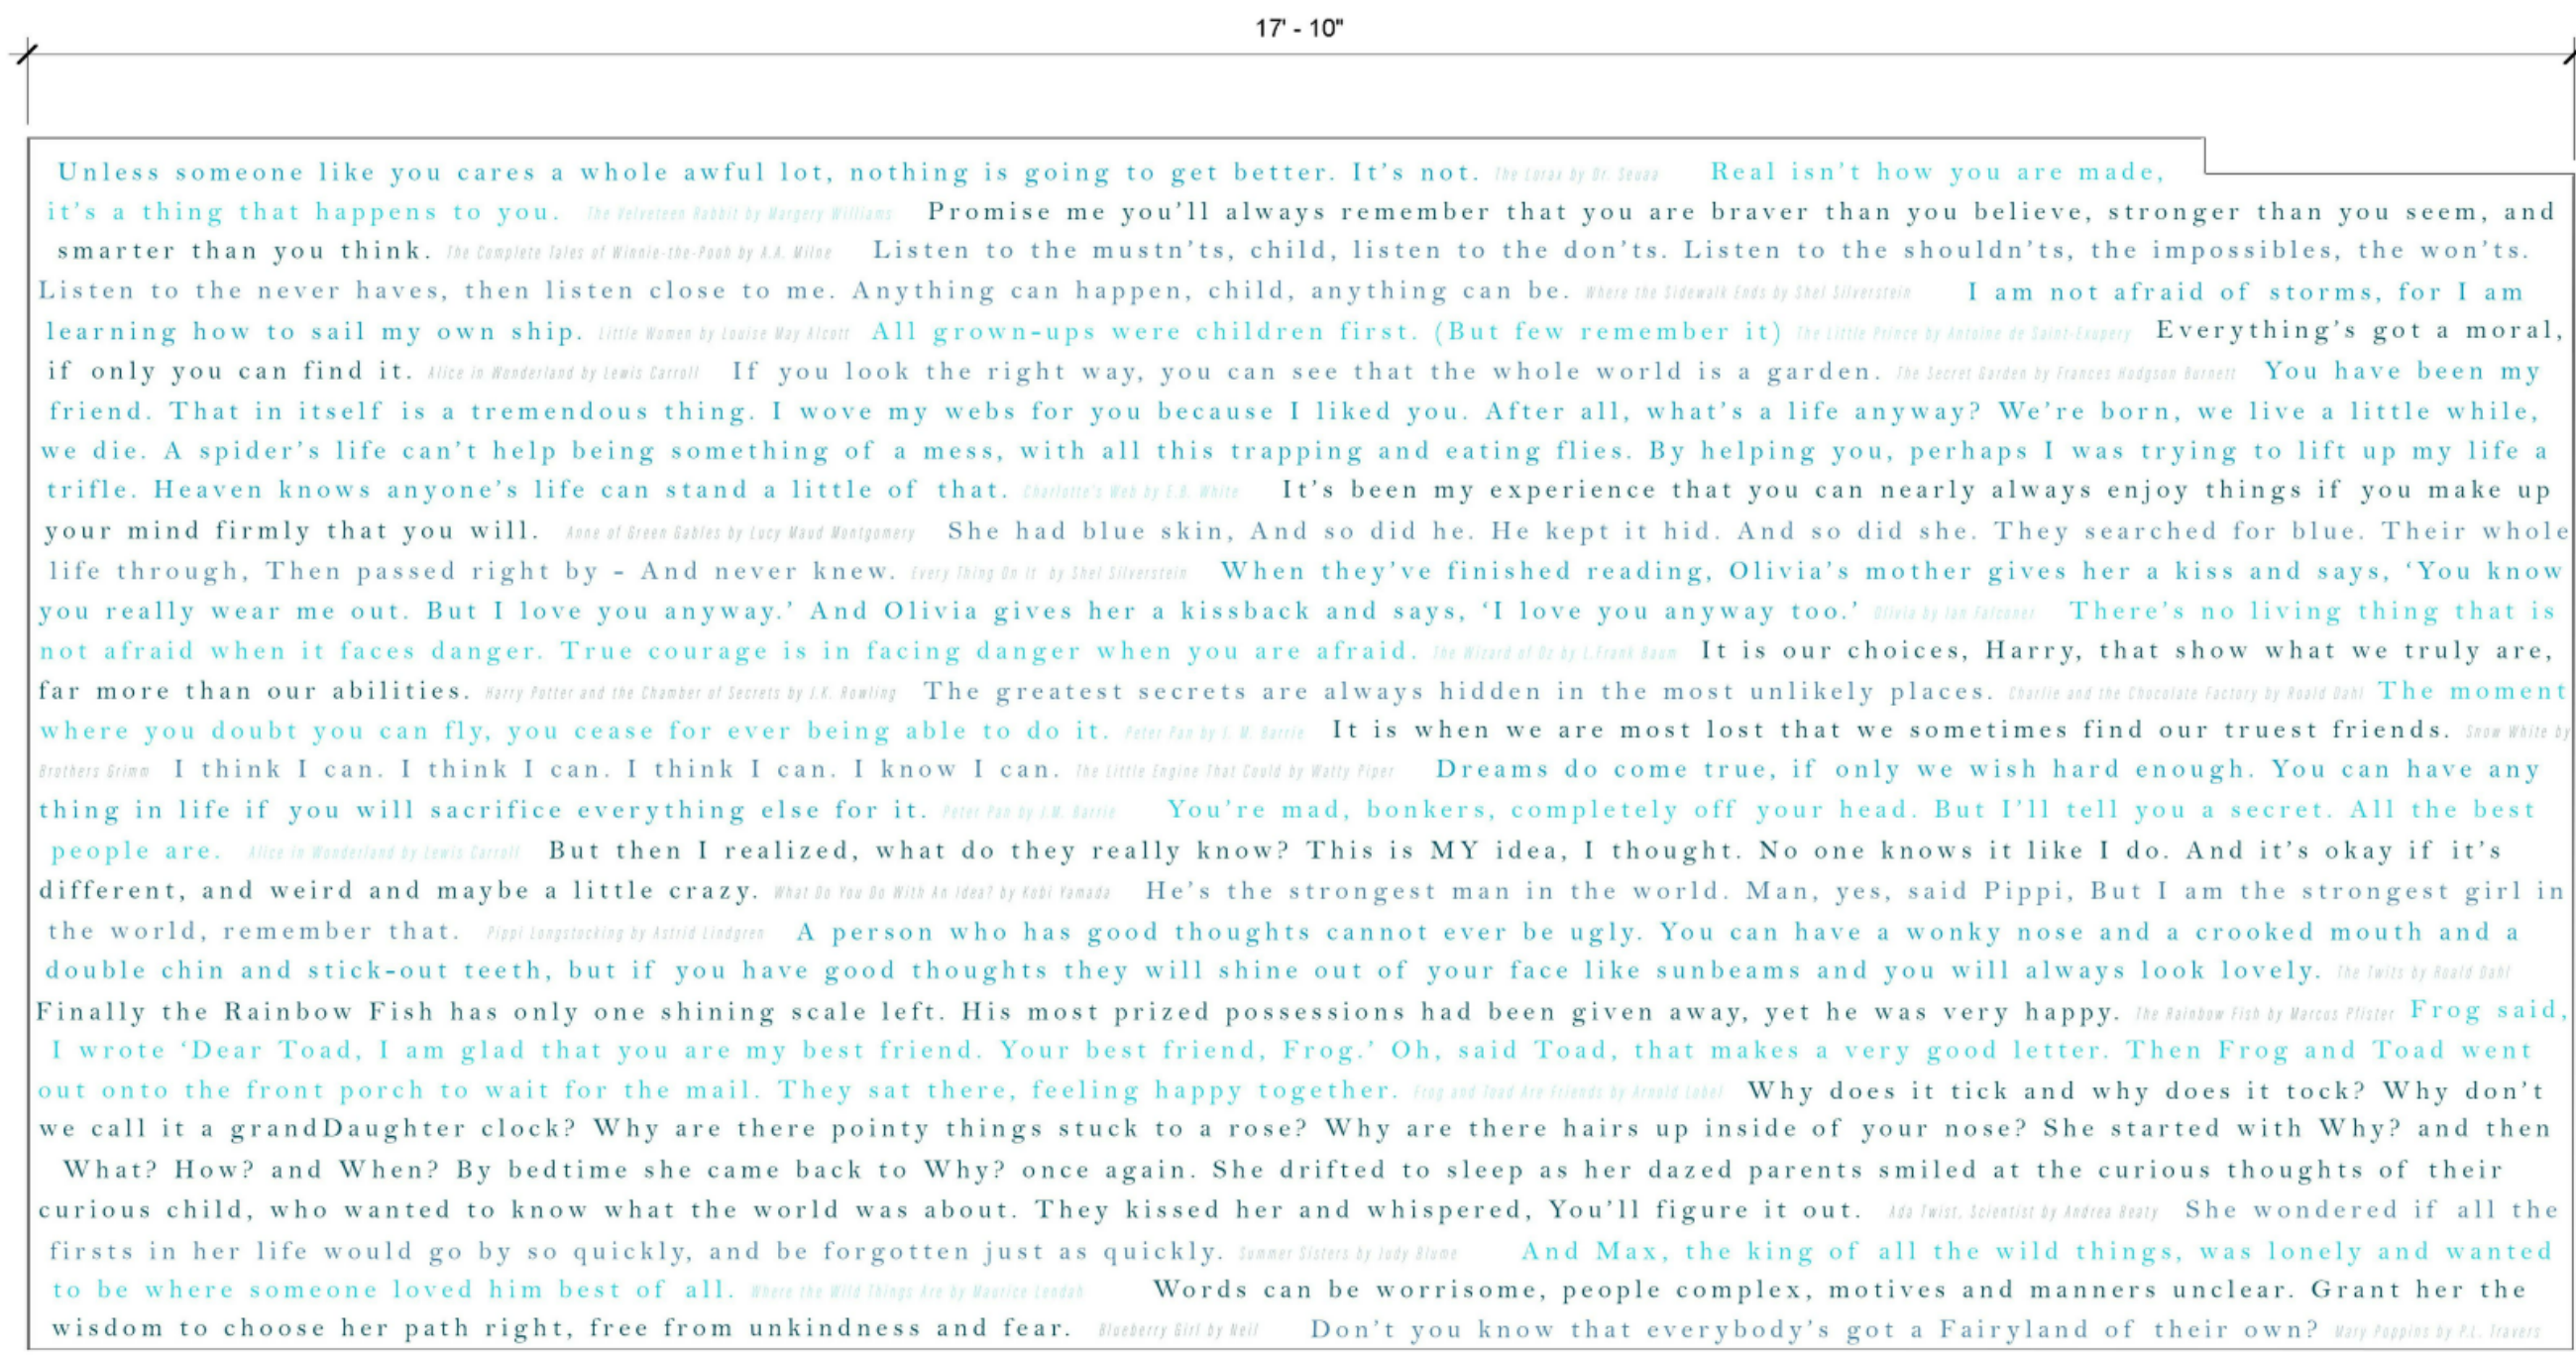 17' - 10"
Unless someone like you cares a whole awful lot, nothing is going to get better. It's not. The Lorax by Dr. Seuss Real isn't how you are made,
it's a thing that happens to you. The Velveteen Rabbit by Margery Williams Promise me you'll always remember that you are braver than you believe, stronger than you seem, and
smarter than you think. The Complete Tales of Winnie-the-Pooh by A.A. Milne Listen to the mustn'ts, child, listen to the don'ts. Listen to the shouldn'ts, the impossibles, the won'ts.
Listen to the never haves, then listen close to me. Anything can happen, child, anything can be. Where the Sidewalk Ends by Shel Silverstein I am not afraid of storms, for I am
learning how to sail my own ship. Little Women by Louise May Alcott All grown-ups were children first. (But few remember it) The Little Prince by Antoine de Saint-Exupery Everything's got a moral,
if only you can find it. Alice in Wonderland by Lewis Carroll If you look the right way, you can see that the whole world is a garden. The Secret Garden by Frances Hodgson Burnett You have been my
friend. That in itself is a tremendous thing. I wove my webs for you because I liked you. After all, what's a life anyway? We're born, we live a little while,
we die. A spider's life can't help being something of a mess, with all this trapping and eating flies. By helping you, perhaps I was trying to lift up my life a
trifle. Heaven knows anyone's life can stand a little of that. Charlotte's Web by E.B. White It's been my experience that you can nearly always enjoy things if you make up
your mind firmly that you will. Anne of Green Gables by Lucy Maud Montgomery She had blue skin, And so did he. He kept it hid. And so did she. They searched for blue. Their whole
life through, Then passed right by - And never knew. Every Thing On It by Shel Silverstein When they've finished reading, Olivia's mother gives her a kiss and says, 'You know
you really wear me out. But I love you anyway.' And Olivia gives her a kissback and says, 'I love you anyway too.' Olivia by Ian Falconer There's no living thing that is
not afraid when it faces danger. True courage is in facing danger when you are afraid. The Wizard of Oz by L.Frank Baum It is our choices, Harry, that show what we truly are,
far more than our abilities. Harry Potter and the Chamber of Secrets by J.K. Rowling The greatest secrets are always hidden in the most unlikely places. Charlie and the Chocolate Factory by Roald Dahl The moment
where you doubt you can fly, you cease for ever being able to do it. Peter Pan by J. M. Barrie It is when we are most lost that we sometimes find our truest friends. Snow White by
Brothers Grimm I think I can. I think I can. I think I can. I know I can. The Little Engine That Could by Watty Piper Dreams do come true, if only we wish hard enough. You can have any
thing in life if you will sacrifice everything else for it. Peter Pan by J.M. Barrie You're mad, bonkers, completely off your head. But I'll tell you a secret. All the best
people are. Alice in Wonderland by Lewis Carroll But then I realized, what do they really know? This is MY idea, I thought. No one knows it like I do. And it's okay if it's
different, and weird and maybe a little crazy. What Do You Do With An Idea? by Kobi Yamada He's the strongest man in the world. Man, yes, said Pippi, But I am the strongest girl in
the world, remember that. Pippi Longstocking by Astrid Lindgren A person who has good thoughts cannot ever be ugly. You can have a wonky nose and a crooked mouth and a
double chin and stick-out teeth, but if you have good thoughts they will shine out of your face like sunbeams and you will always look lovely. The Twits by Roald Dahl
Finally the Rainbow Fish has only one shining scale left. His most prized possessions had been given away, yet he was very happy. The Rainbow Fish by Marcus Pfister Frog said,
I wrote 'Dear Toad, I am glad that you are my best friend. Your best friend, Frog.' Oh, said Toad, that makes a very good letter. Then Frog and Toad went
out onto the front porch to wait for the mail. They sat there, feeling happy together. Frog and Toad Are Friends by Arnold Lobel Why does it tick and why does it tock? Why don't
we call it a grandDaughter clock? Why are there pointy things stuck to a rose? Why are there hairs up inside of your nose? She started with Why? and then
What? How? and When? By bedtime she came back to Why? once again. She drifted to sleep as her dazed parents smiled at the curious thoughts of their
curious child, who wanted to know what the world was about. They kissed her and whispered, You'll figure it out. Ada Twist, Scientist by Andrea Beaty She wondered if all the
firsts in her life would go by so quickly, and be forgotten just as quickly. Summer Sisters by Judy Blume And Max, the king of all the wild things, was lonely and wanted
to be where someone loved him best of all. Where the Wild Things Are by Maurice Words can be worrisome, people complex, motives and manners unclear. Grant her the
wisdom to choose her path right, free from unkindness and fear. Blueberry Girl by Neil Don't you know that everybody's got a Fairyland of their own? Mary Poppins by P.L. Travers